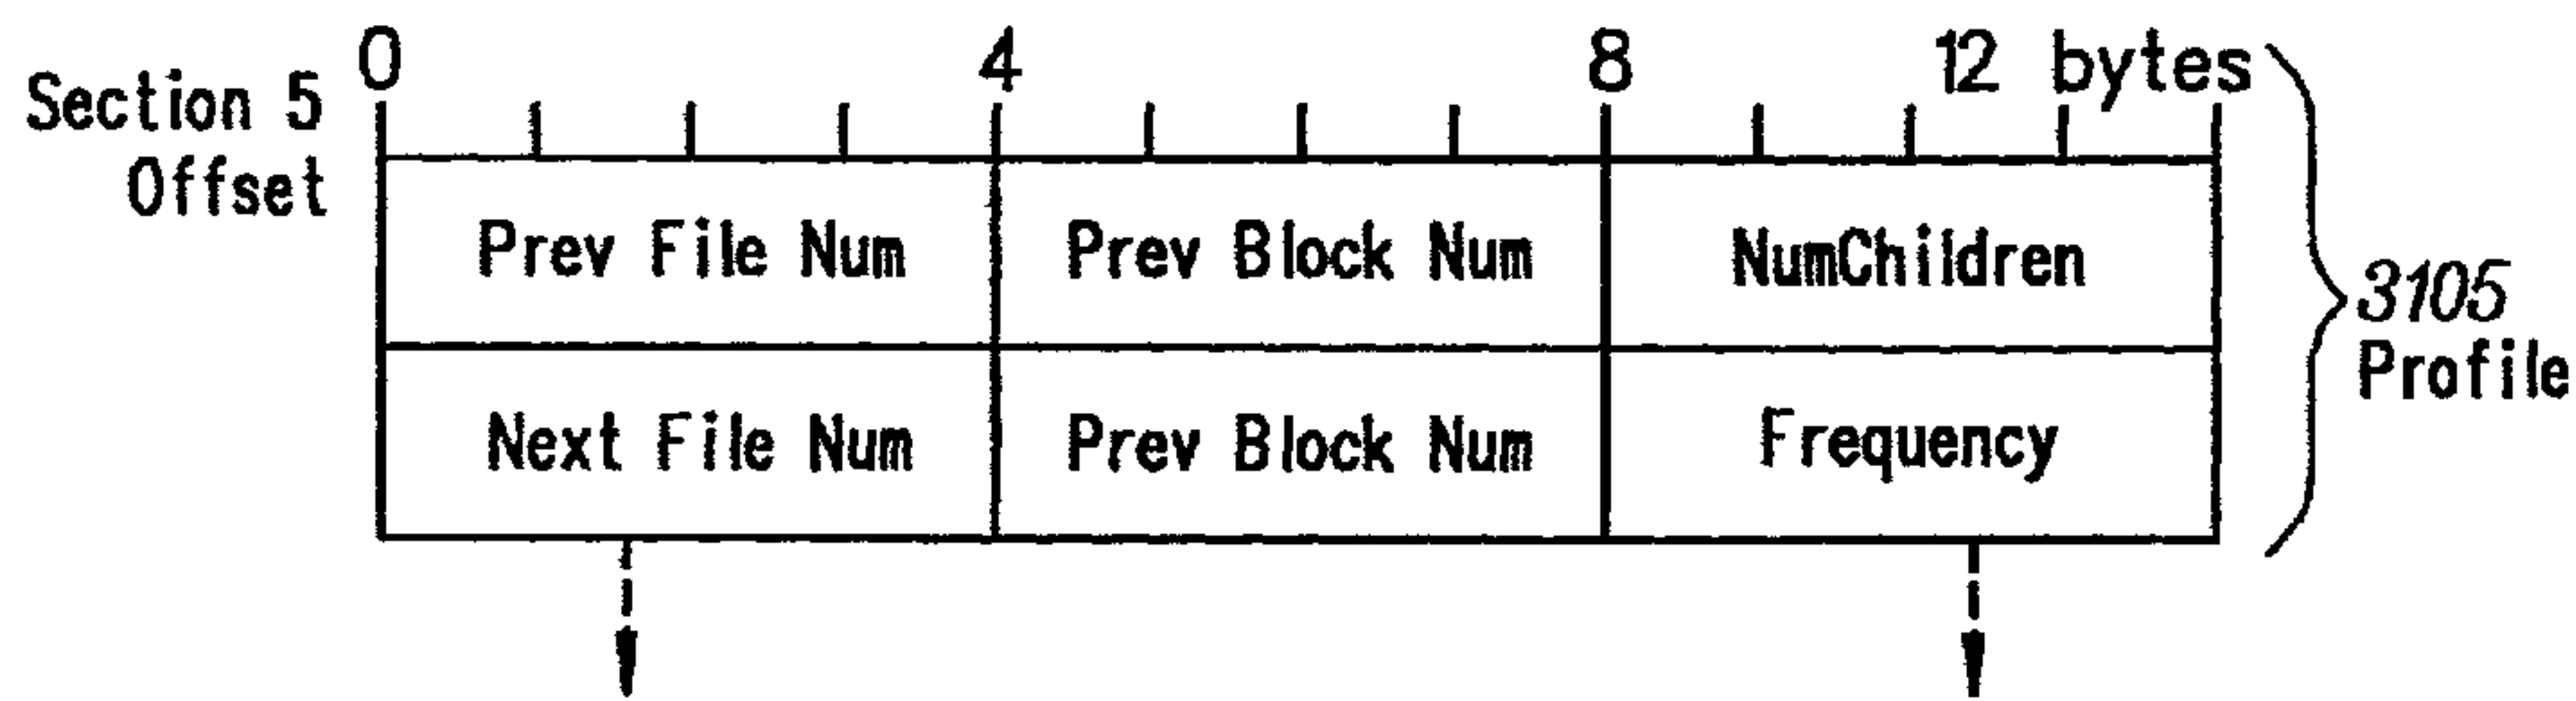 0 4 8 12 bytes
Section 5
Offset
Prev File Num Prev Block Num NumChildren
3105
Profile
Next File Num Prev Block Num Frequency